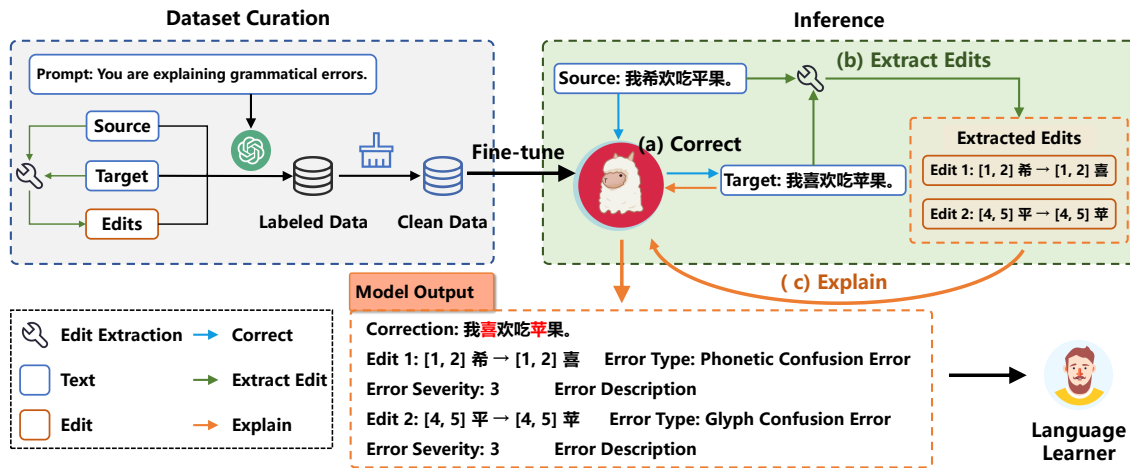 Dataset Curation
Prompt: You are explaining grammatical errors.
Source
Target
Edits
Labeled Data
Clean Data
Fine-tune
Inference
Source: 我希欢吃平果。
(b) Extract Edits
(a) Correct
Target: 我喜欢吃苹果。
Extracted Edits
Edit 1: [1, 2] 希 → [1, 2] 喜
Edit 2: [4, 5] 平 → [4, 5] 苹
( c) Explain
Model Output
Correction: 我喜欢吃苹果。
Edit 1: [1, 2] 希 → [1, 2] 喜 Error Type: Phonetic Confusion Error
Error Severity: 3 Error Description
Edit 2: [4, 5] 平 → [4, 5] 苹 Error Type: Glyph Confusion Error
Error Severity: 3 Error Description
Edit Extraction
Correct
Text
Extract Edit
Edit
Explain
Language
Learner